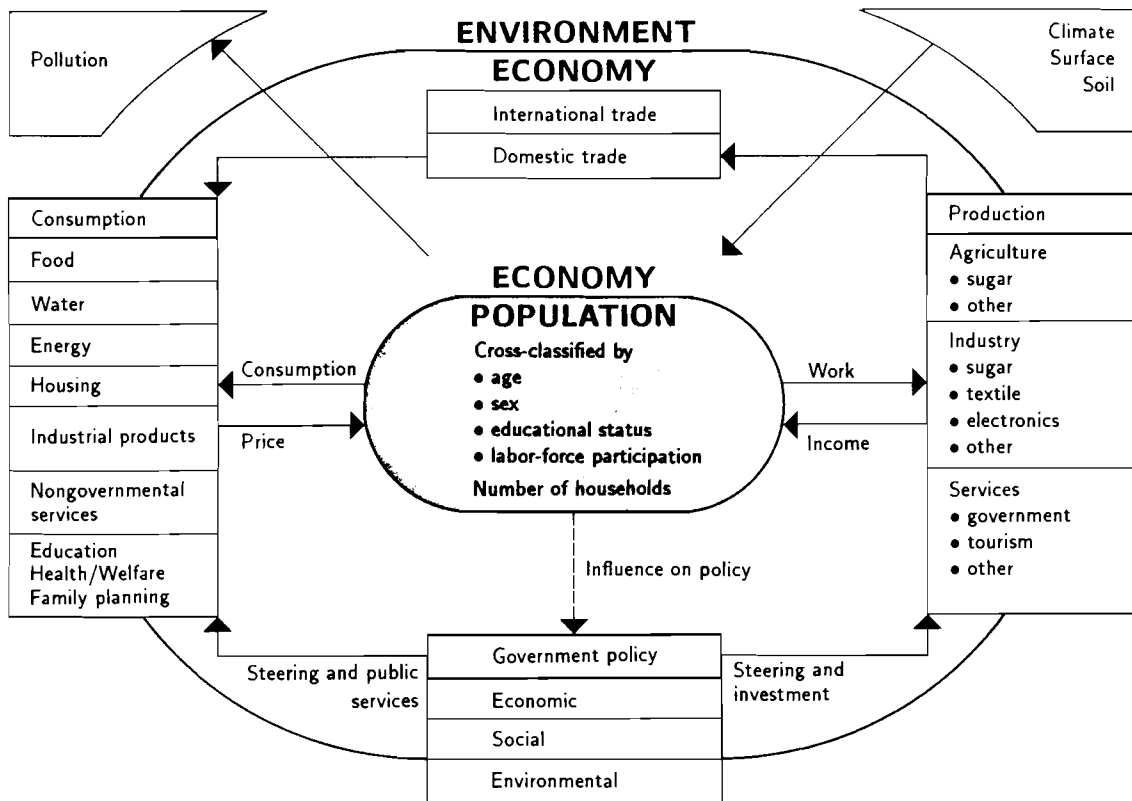 ENVIRONMENT
ECONOMY
Pollution
Climate
Surface
Soil
International trade
Domestic trade
Consumption
Food
Water
Energy
Housing
Industrial products
Nongovernmental
services
Education
Health/Welfare
Family planning
Consumption
Price
ECONOMY
POPULATION
Cross-classified by
• age
• sex
• educational status
• labor-force participation
Number of households
Work
Income
Production
Agriculture
• sugar
• other
Industry
• sugar
• textile
• electronics
• other
Services
• government
• tourism
• other
Influence on policy
Steering and public
services
Government policy
Economic
Social
Environmental
Steering and
investment